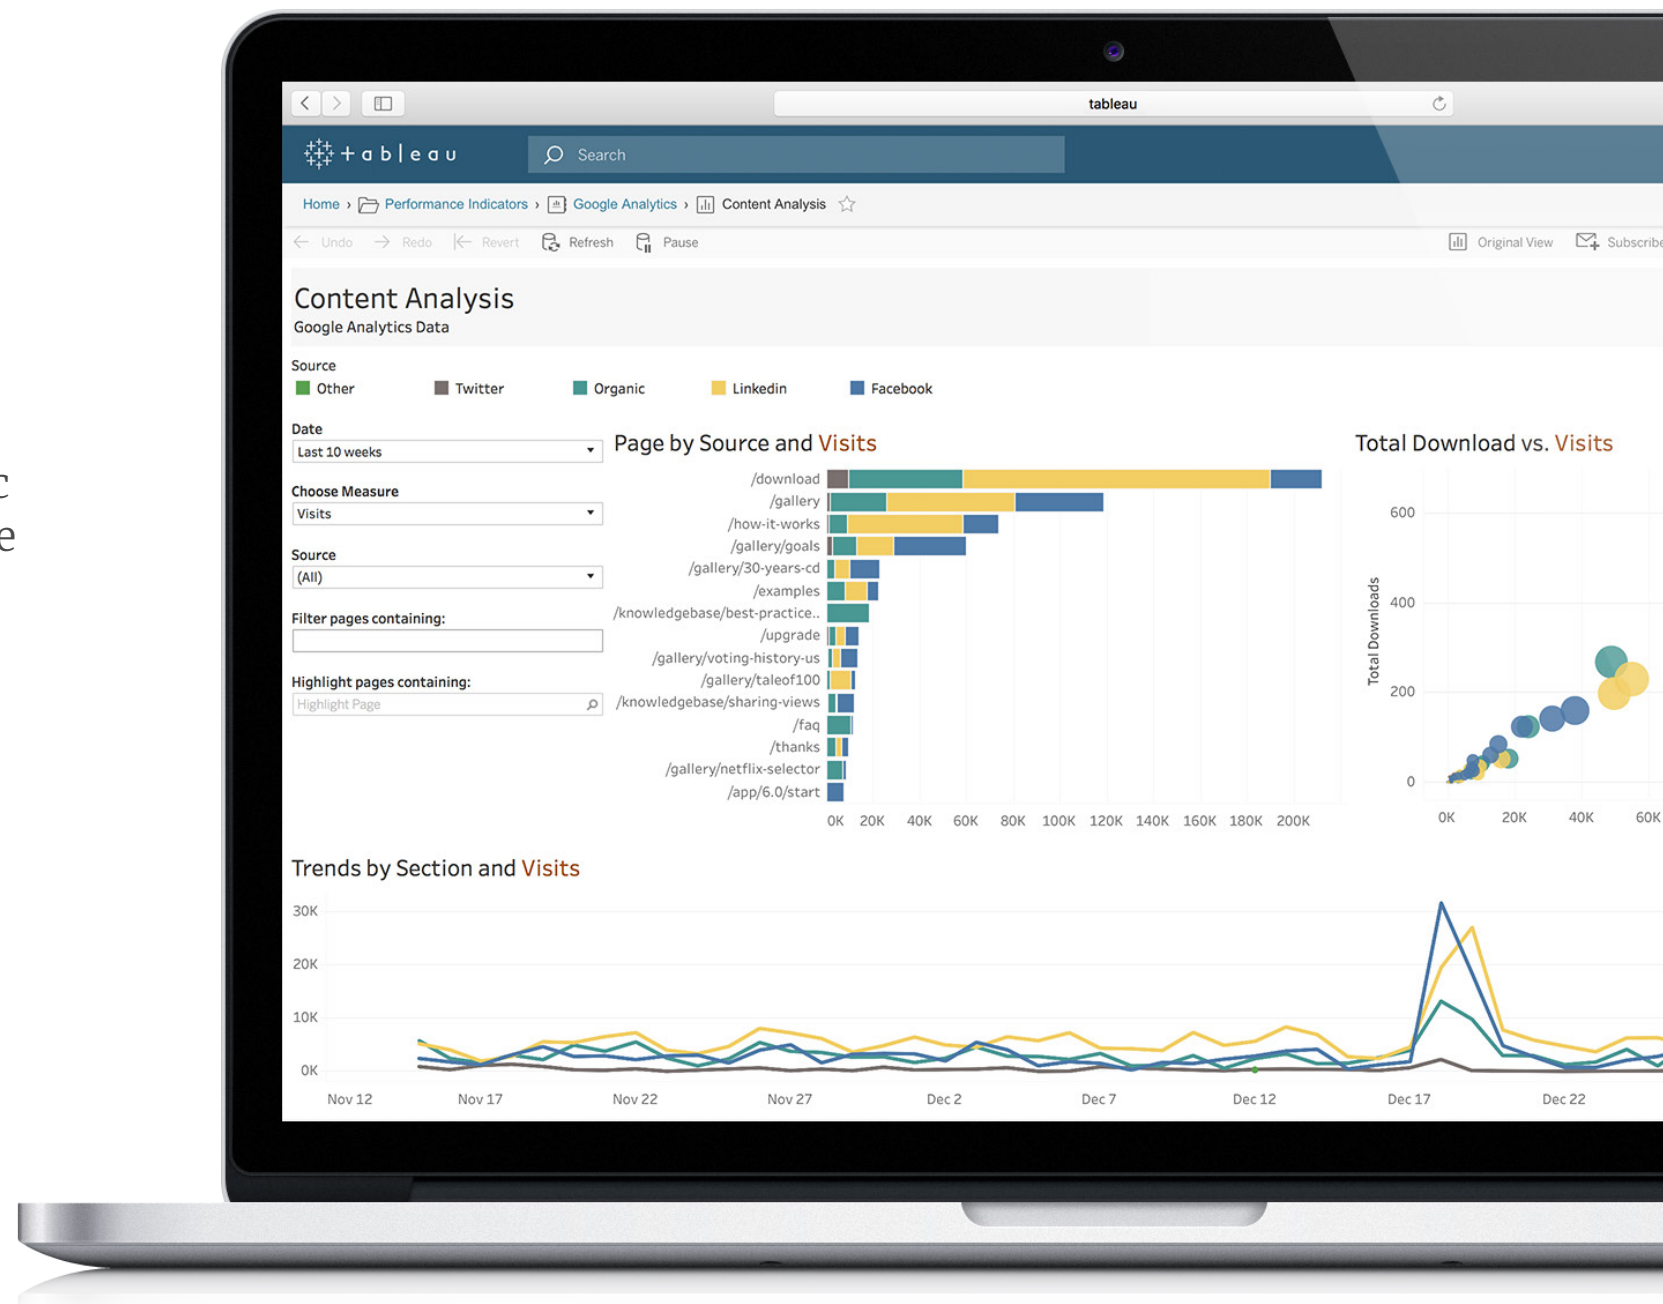 c
e
tableau
+ a b | e a u
Search
Home › Performance Indicators › Google Analytics › Content Analysis
Undo Redo Revert Refresh Pause Original View Subscribe
Content Analysis
Google Analytics Data
Source
Other Twitter Organic Linkedin Facebook
Date
Last 10 weeks
Choose Measure
Visits
Source
(All)
Filter pages containing:
Highlight pages containing:
Highlight Page
Page by Source and Visits
/download
/gallery
/how-it-works
/gallery/goals
/gallery/30-years-cd
/examples
/knowledgebase/best-practice..
/upgrade
/gallery/voting-history-us
/gallery/taleof100
/knowledgebase/sharing-views
/faq
/thanks
/gallery/netflix-selector
/app/6.0/start
0K 20K 40K 60K 80K 100K 120K 140K 160K 180K 200K
Total Download vs. Visits
Total Downloads
600
400
200
0
0K 20K 40K 60K
Trends by Section and Visits
30K
20K
10K
0K
Nov 12 Nov 17 Nov 22 Nov 27 Dec 2 Dec 7 Dec 12 Dec 17 Dec 22